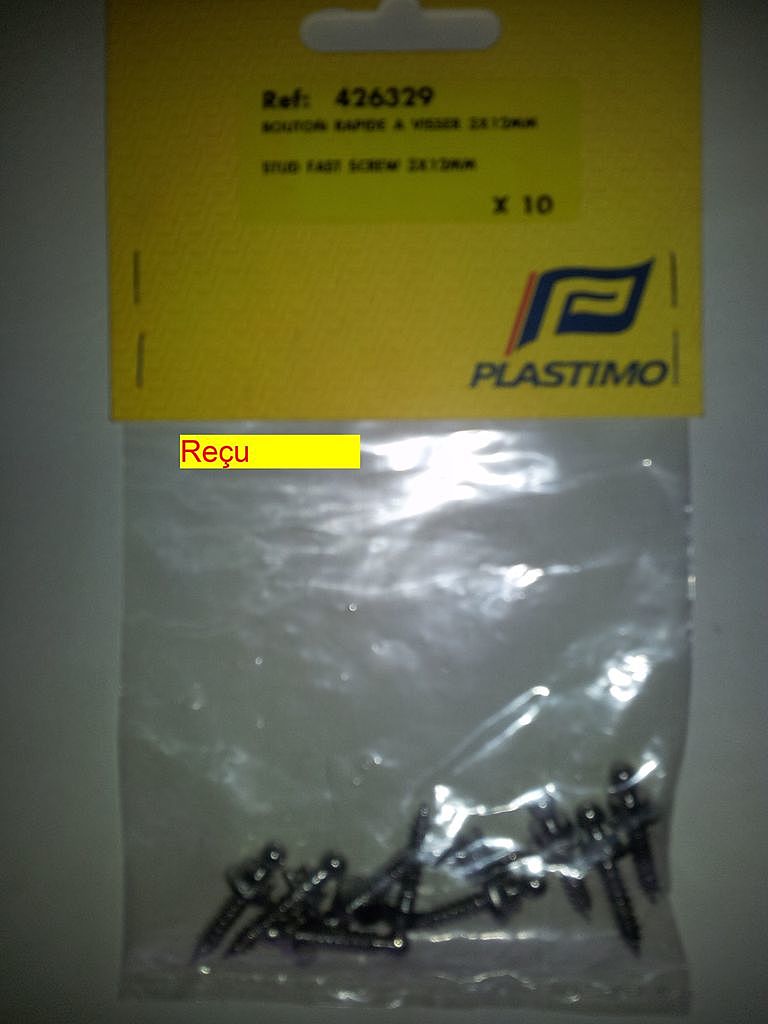 Ref: 426329
BOUTON RAPIDE A VISSER 2X12MM
STUD FAST SCREW 2X12MM
X 10
PLASTIMO
Reçu